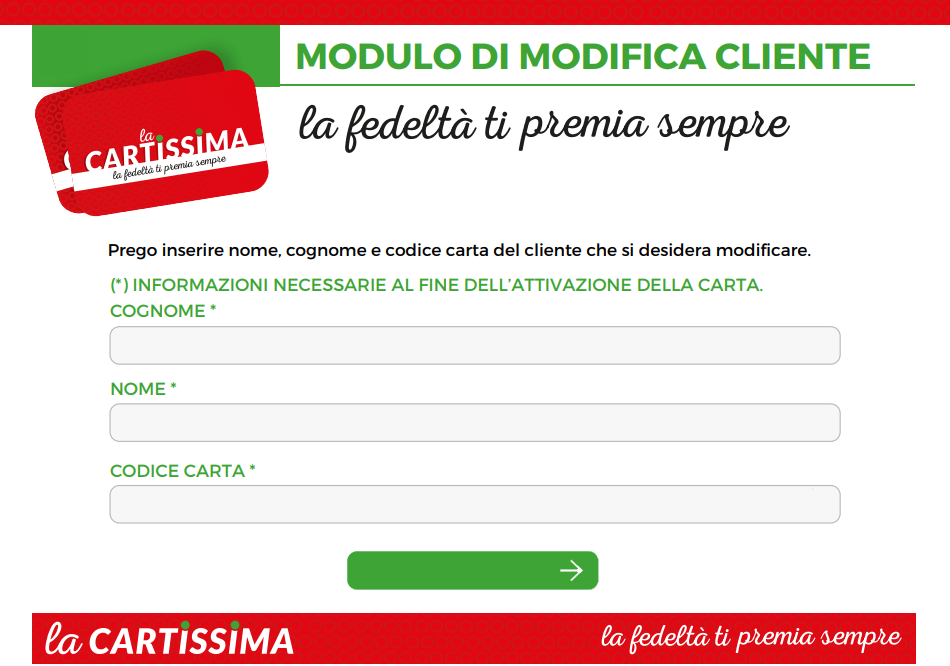 MODULO DI MODIFICA CLIENTE
la fedeltà ti premia sempre
la
CARTISSIMA
la fedeltà ti premia sempre
Prego inserire nome, cognome e codice carta del cliente che si desidera modificare.
(*) INFORMAZIONI NECESSARIE AL FINE DELL’ATTIVAZIONE DELLA CARTA.
COGNOME *
NOME *
CODICE CARTA *
la CARTISSIMA
la fedeltà ti premia sempre